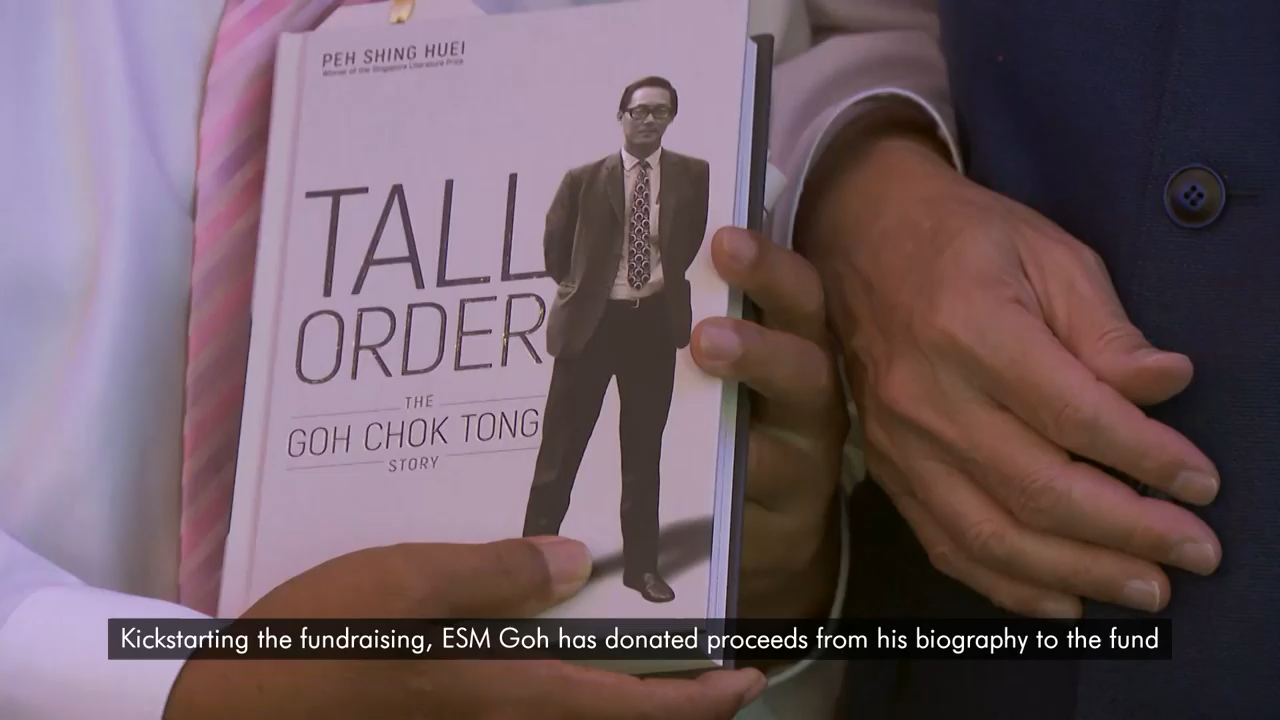 PEH SHING HUEI
Winner of the Singapore Literature Prize
TALL
ORDER
THE
GOH CHOK TONG
STORY
Kickstarting the fundraising, ESM Goh has donated proceeds from his biography to the fund